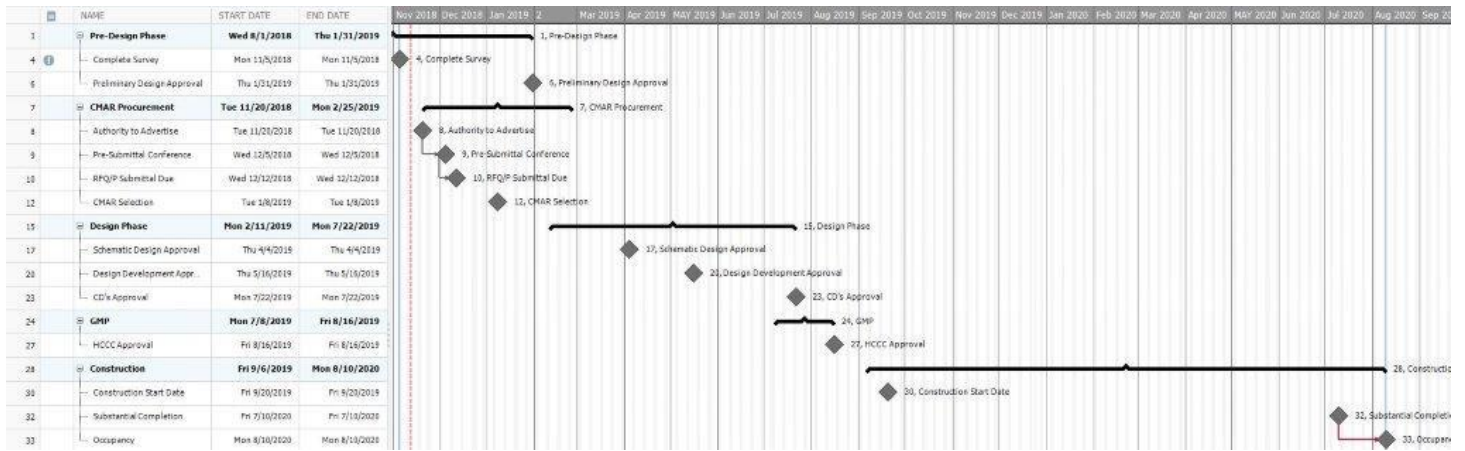 NAME START DATE END DATE Nov 2018 Dec 2018 Jan 2019 2 Mar 2019 Apr 2019 MAY 2019 Jun 2019 Jul 2019 Aug 2019 Sep 2019 Oct 2019 Nov 2019 Dec 2019 Jan 2020 Feb 2020 Mar 2020 Apr 2020 MAY 2020 Jun 2020 Jul 2020 Aug 2020 Sep 20
1 Pre-Design Phase Wed 8/1/2018 Thu 1/31/2019 1, Pre-Design Phase
4 Complete Survey Mon 11/5/2018 Mon 11/5/2018 4, Complete Survey
6 Preliminary Design Approval Thu 1/31/2019 Thu 1/31/2019 6, Preliminary Design Approval
7 CMAR Procurement Tue 11/20/2018 Mon 2/25/2019 7, CMAR Procurement
8 Authority to Advertise Tue 11/20/2018 Tue 11/20/2018 8, Authority to Advertise
9 Pre-Submittal Conference Wed 12/5/2018 Wed 12/5/2018 9, Pre-Submittal Conference
10 RFQ/P Submittal Due Wed 12/12/2018 Wed 12/12/2018 10, RFQ/P Submittal Due
12 CMAR Selection Tue 1/8/2019 Tue 1/8/2019 12, CMAR Selection
15 Design Phase Mon 2/11/2019 Mon 7/22/2019 15, Design Phase
17 Schematic Design Approval Thu 4/4/2019 Thu 4/4/2019 17, Schematic Design Approval
20 Design Development Appr... Thu 5/16/2019 Thu 5/16/2019 20, Design Development Approval
23 CD's Approval Mon 7/22/2019 Mon 7/22/2019 23, CD's Approval
24 GMP Mon 7/8/2019 Fri 8/16/2019 24, GMP
27 HCCC Approval Fri 8/16/2019 Fri 8/16/2019 27, HCCC Approval
28 Construction Fri 9/6/2019 Mon 8/10/2020 28, Constructio
30 Construction Start Date Fri 9/20/2019 Fri 9/20/2019 30, Construction Start Date
32 Substantial Completion Fri 7/10/2020 Fri 7/10/2020 32, Substantial Completi
33 Occupancy Mon 8/10/2020 Mon 8/10/2020 33, Occupan